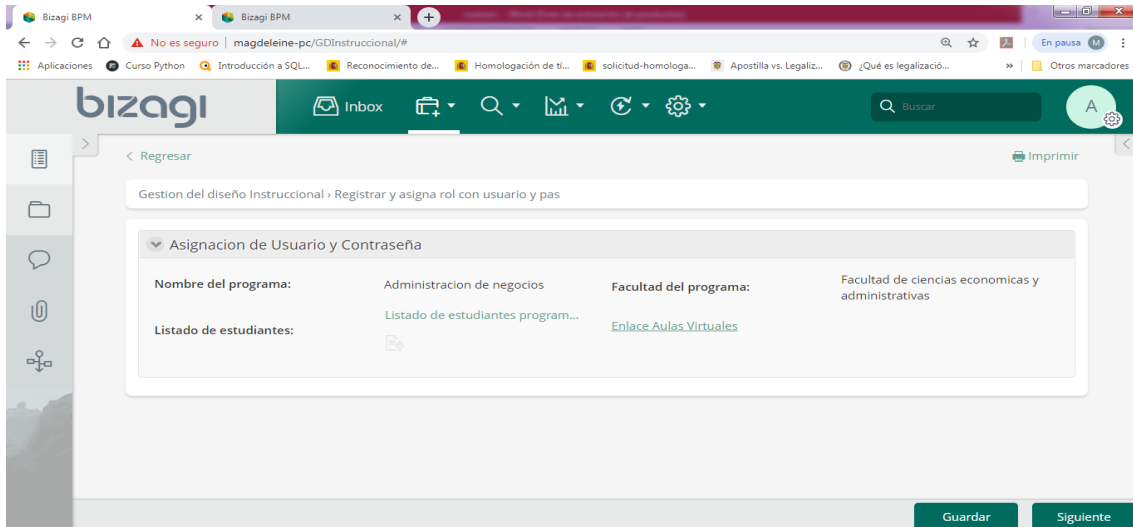 Bizagi BPM
Bizagi BPM
No es seguro | magdeleine-pc/GDInstruccional/#
En pausa M
Aplicaciones Curso Python Introducción a SQL... Reconocimiento de... Homologación de tí... solicitud-homologa... Apostilla vs. Legaliz... ¿Qué es legalizació... » Otros marcadores
bizagi
Inbox
Buscar
A
< Regresar
Imprimir
Gestion del diseño Instruccional › Registrar y asigna rol con usuario y pas
Asignacion de Usuario y Contraseña
Nombre del programa: Administracion de negocios Facultad del programa: Facultad de ciencias economicas y
administrativas
Listado de estudiantes: Listado de estudiantes program... Enlace Aulas Virtuales
Guardar Siguiente